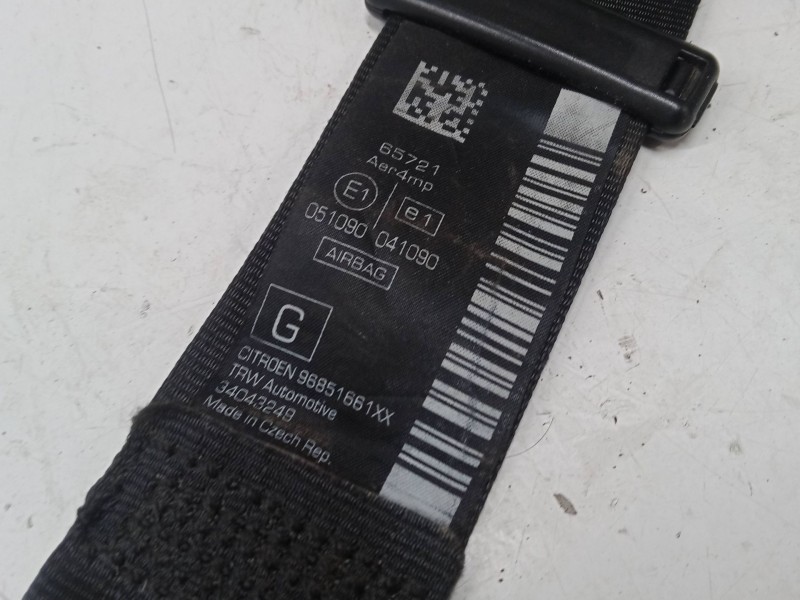 65721
Aer4mp
E1 e1
051090 041090
AIRBAG
G
CITROEN 96851661XX
TRW Automotive
34043249
Made in Czech Rep.